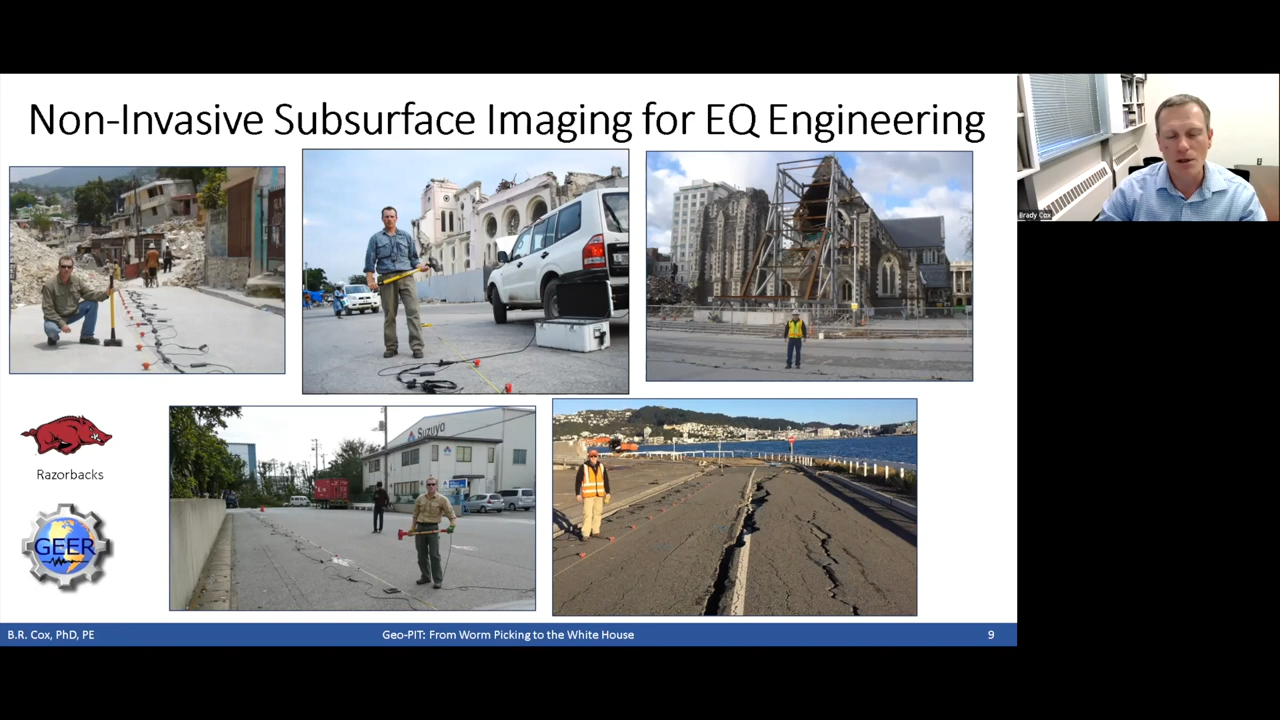 Non-Invasive Subsurface Imaging for EQ Engineering
Brady Cox
Suzuyo
Razorbacks
GEER
B.R. Cox, PhD, PE
Geo-PIT: From Worm Picking to the White House
9